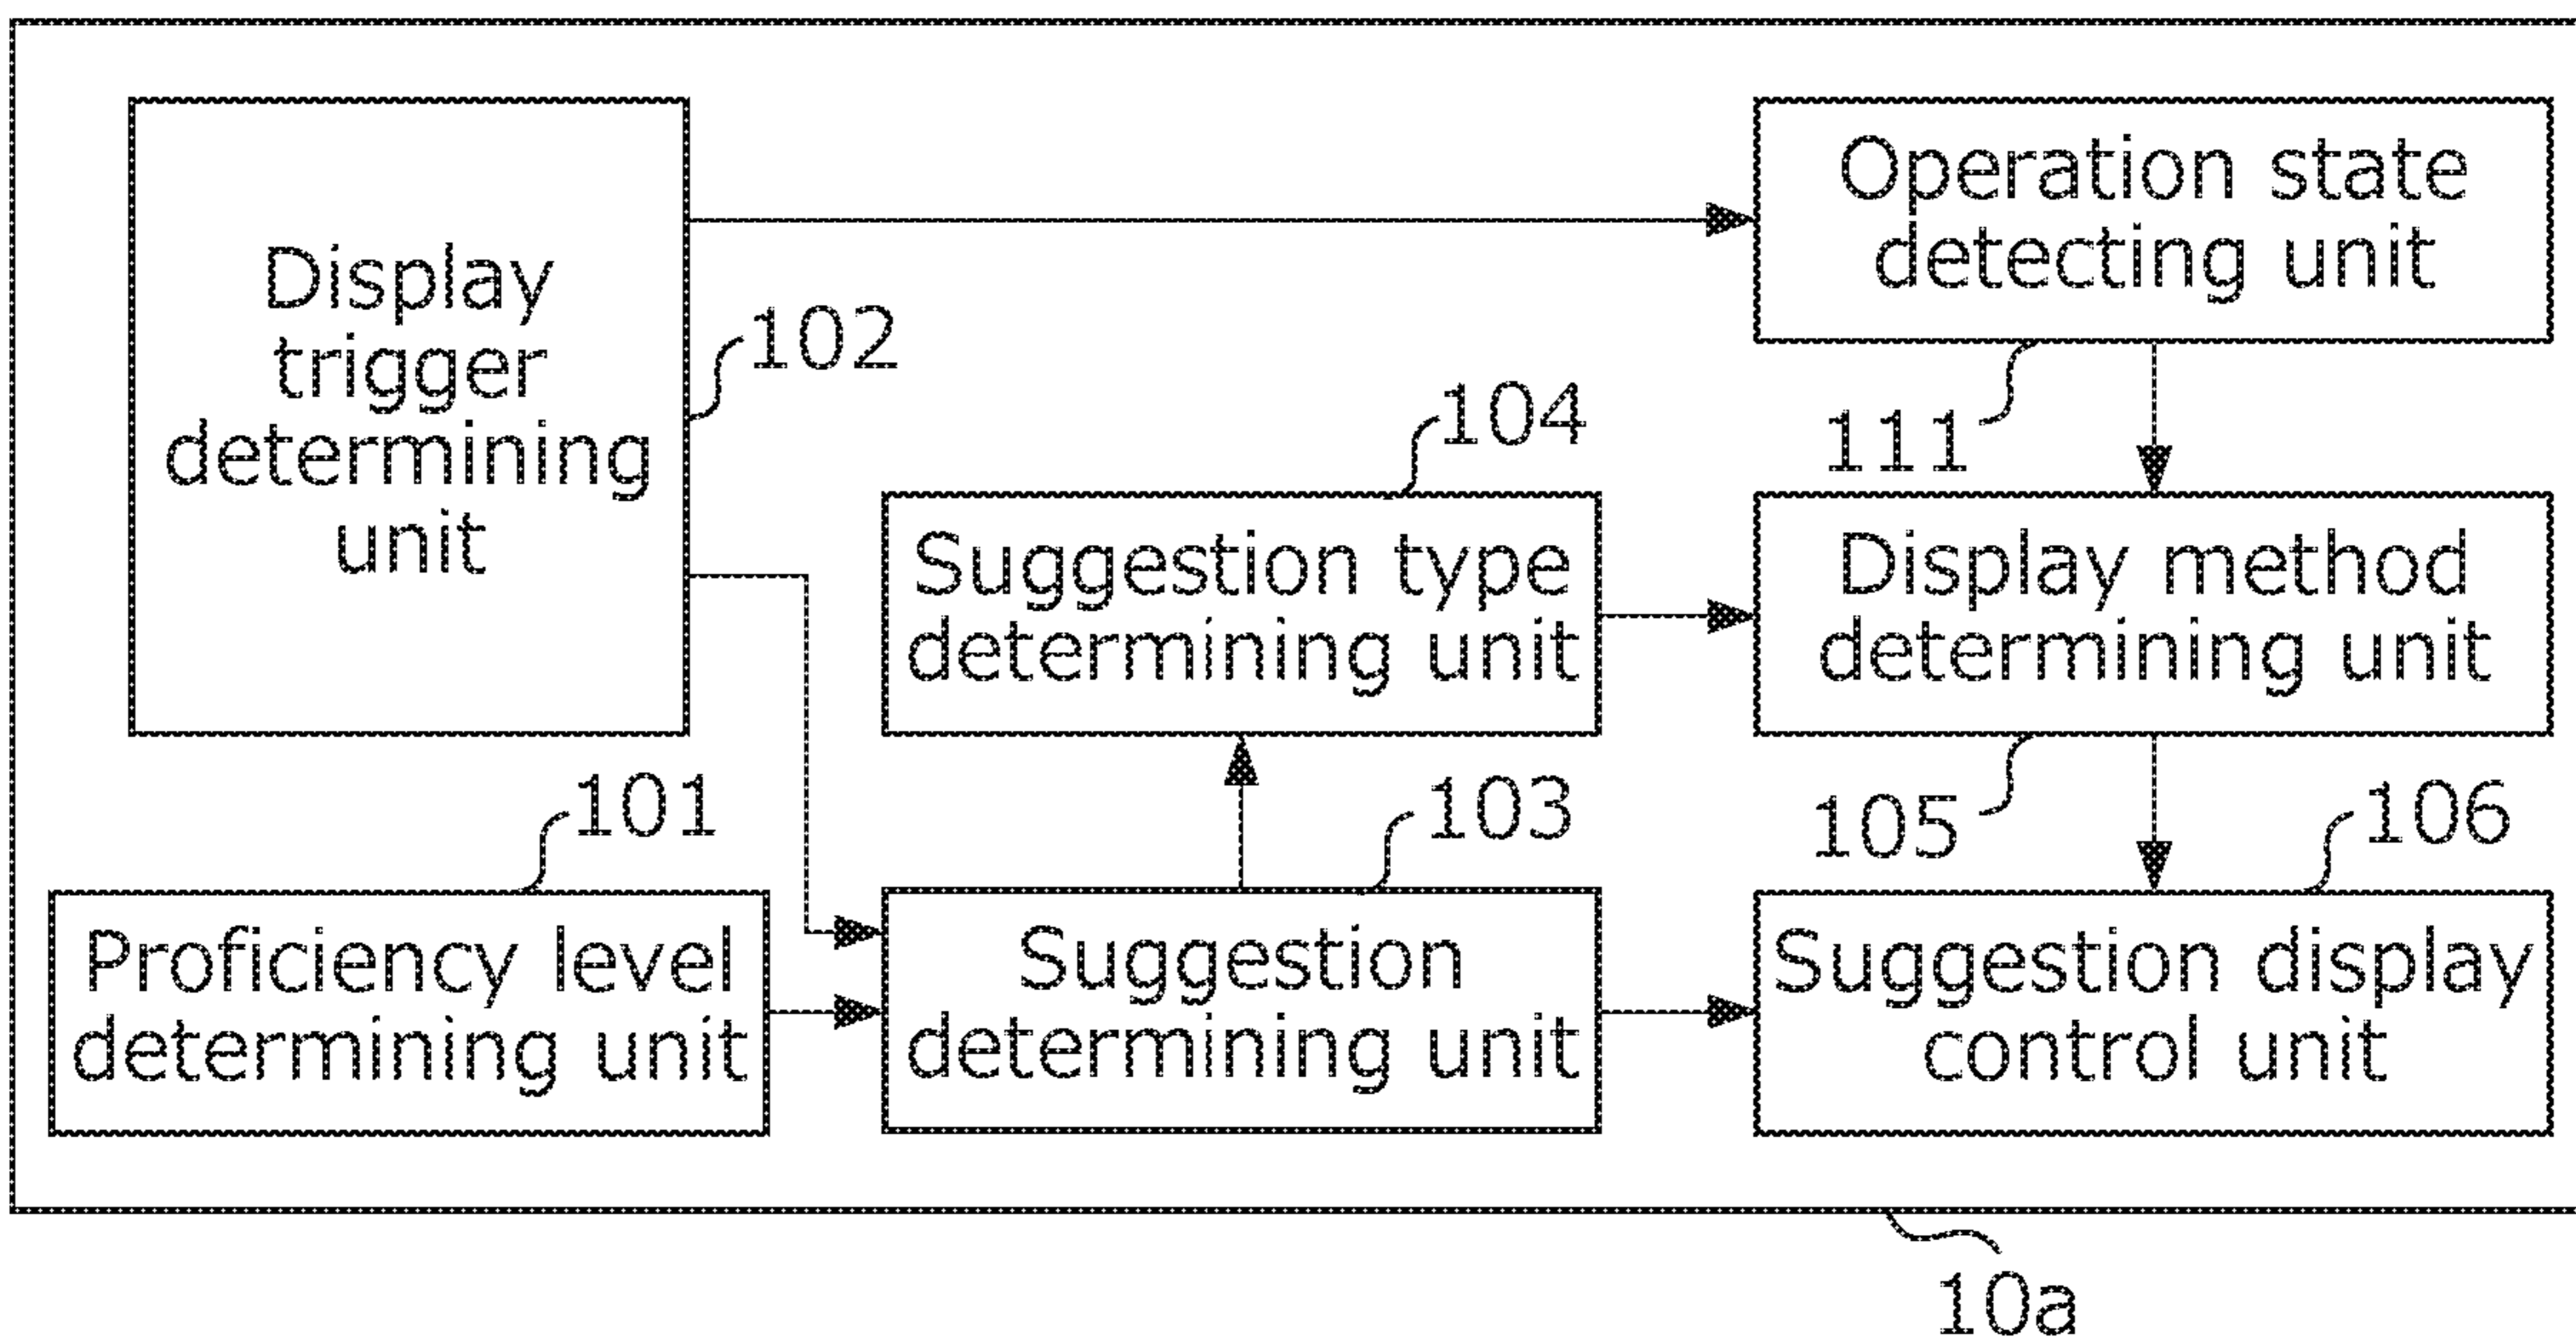 Display
trigger
determining
unit
102
Operation state
detecting unit
111
104
Suggestion type
determining unit
Display method
determining unit
105
101
Proficiency level
determining unit
103
Suggestion
determining unit
106
Suggestion display
control unit
10a